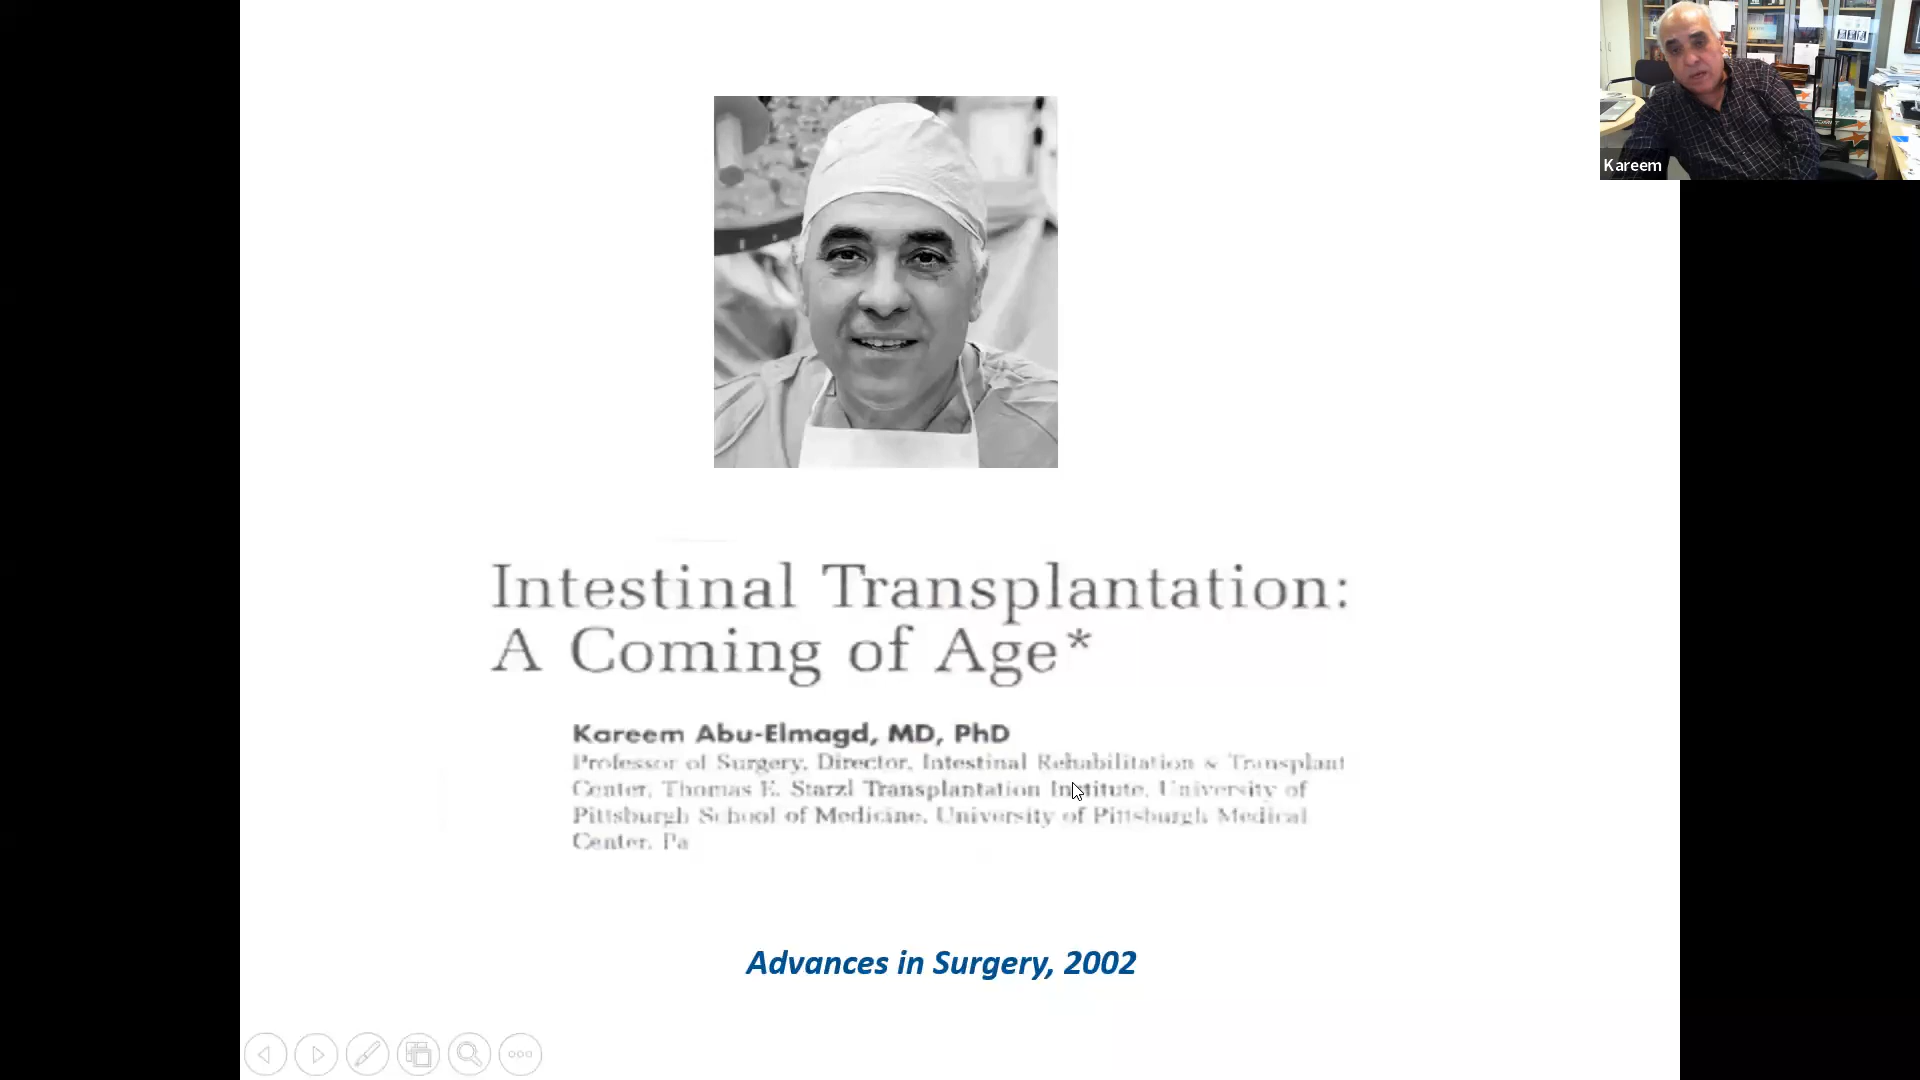 Kareem
Intestinal Transplantation:
A Coming of Age*
Kareem Abu-Elmagd, MD, PhD
Professor of Surgery, Director, Intestinal Rehabilitation & Transplant
Center, Thomas E. Starzl Transplantation Institute, University of
Pittsburgh School of Medicine, University of Pittsburgh Medical
Center, Pa
Advances in Surgery, 2002